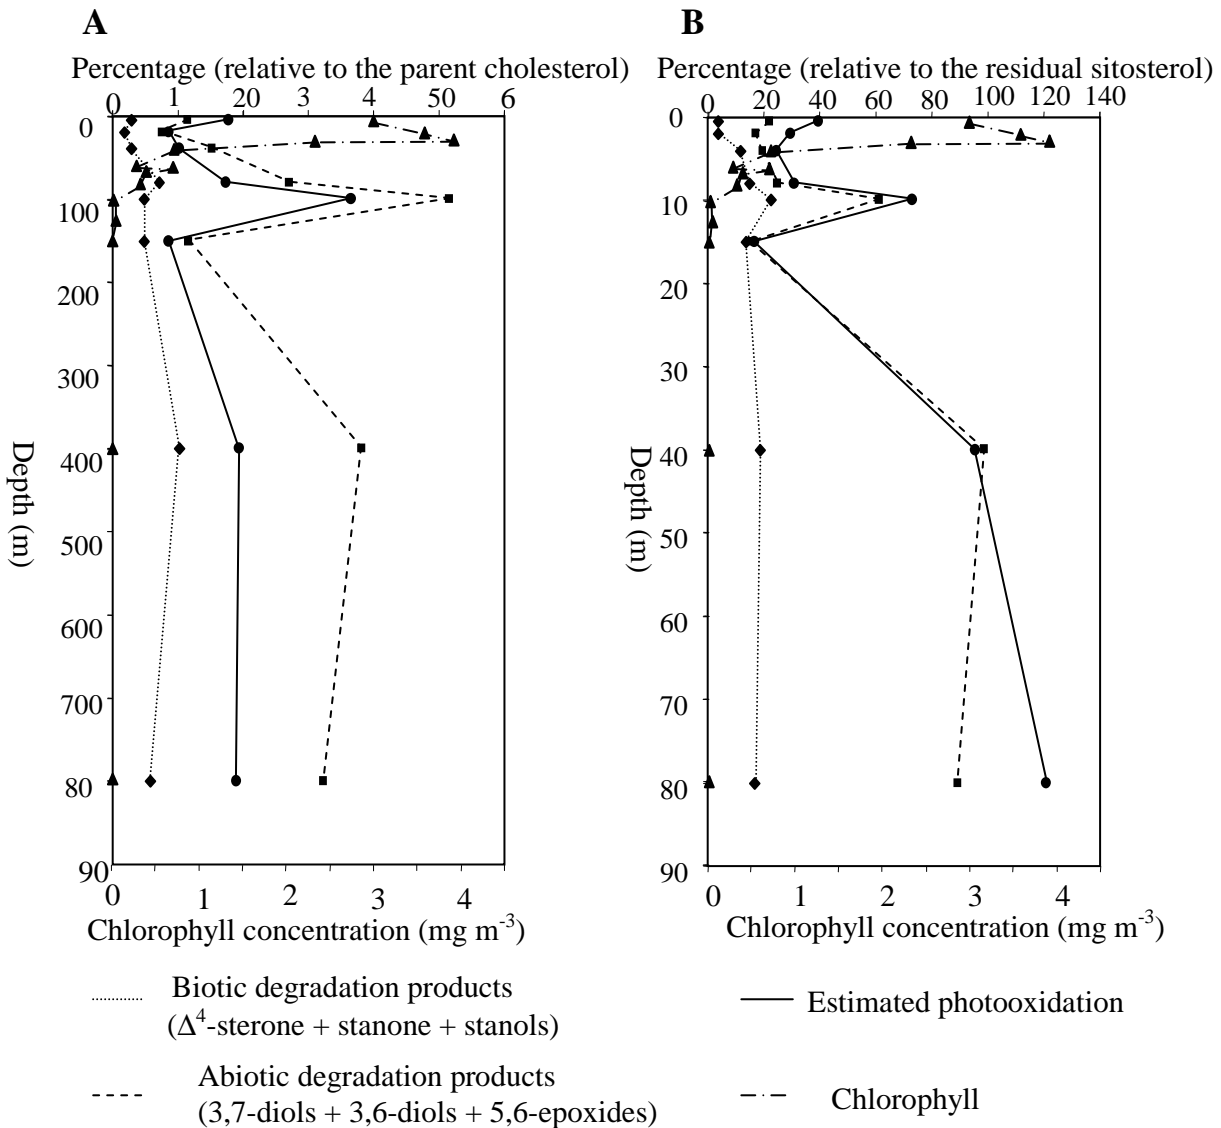 A
B
Percentage (relative to the parent cholesterol)
Percentage (relative to the residual sitosterol)
0 1 20 3 4 52 6
0 20 40 60 80 100 120 140
0
100
200
300
400
500
600
700
80
90
Depth (m)
0
10
20
30
40
50
60
70
80
90
Depth (m)
0 1 2 3 4
0 1 2 3 4
Chlorophyll concentration (mg m-3)
Chlorophyll concentration (mg m-3)
Biotic degradation products
(Δ4-sterone + stanone + stanols)
Estimated photooxidation
Abiotic degradation products
(3,7-diols + 3,6-diols + 5,6-epoxides)
Chlorophyll